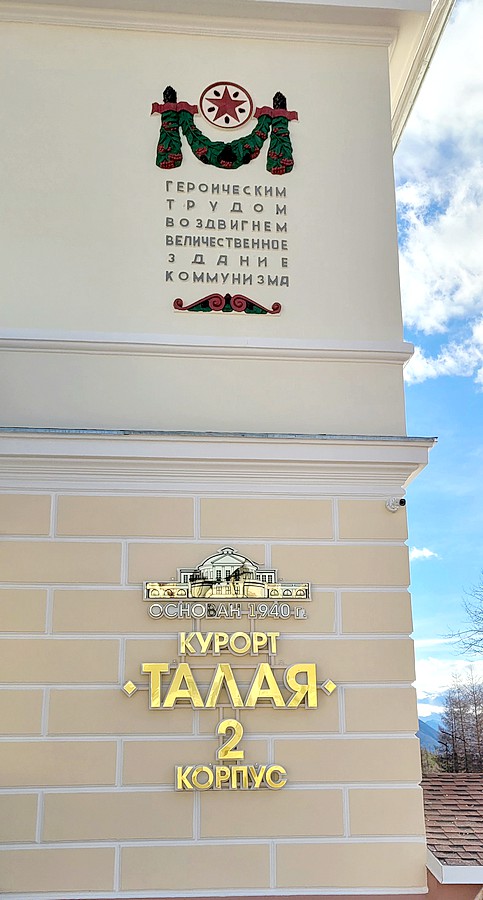 ГЕРОИЧЕСКИМ
ТРУДОМ
ВОЗДВИГНЕМ
ВЕЛИЧЕСТВЕННОЕ
ЗДАНИЕ
КОММУНИЗМА
ОСНОВАН 1940 г.
КУРОРТ
ТАЛАЯ
2
КОРПУС